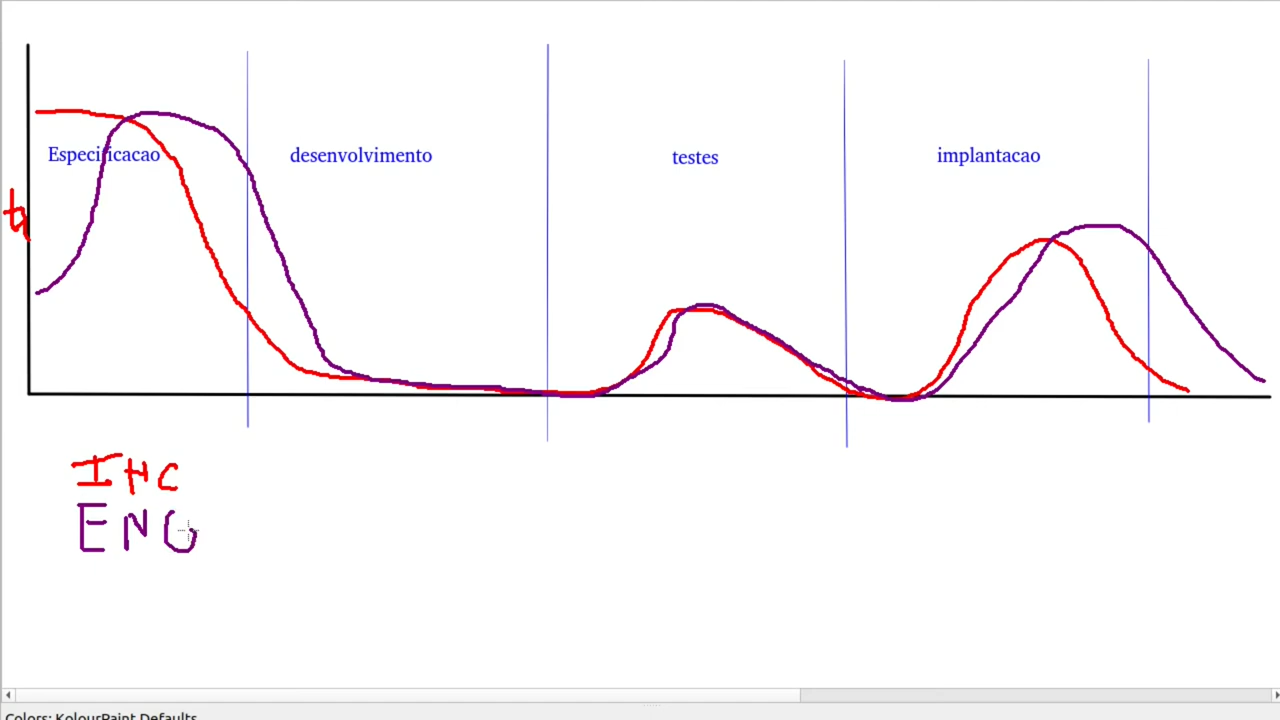 Especificacao desenvolvimento testes implantacao
IHC
ENG
Colors: KolourPaint Defaults